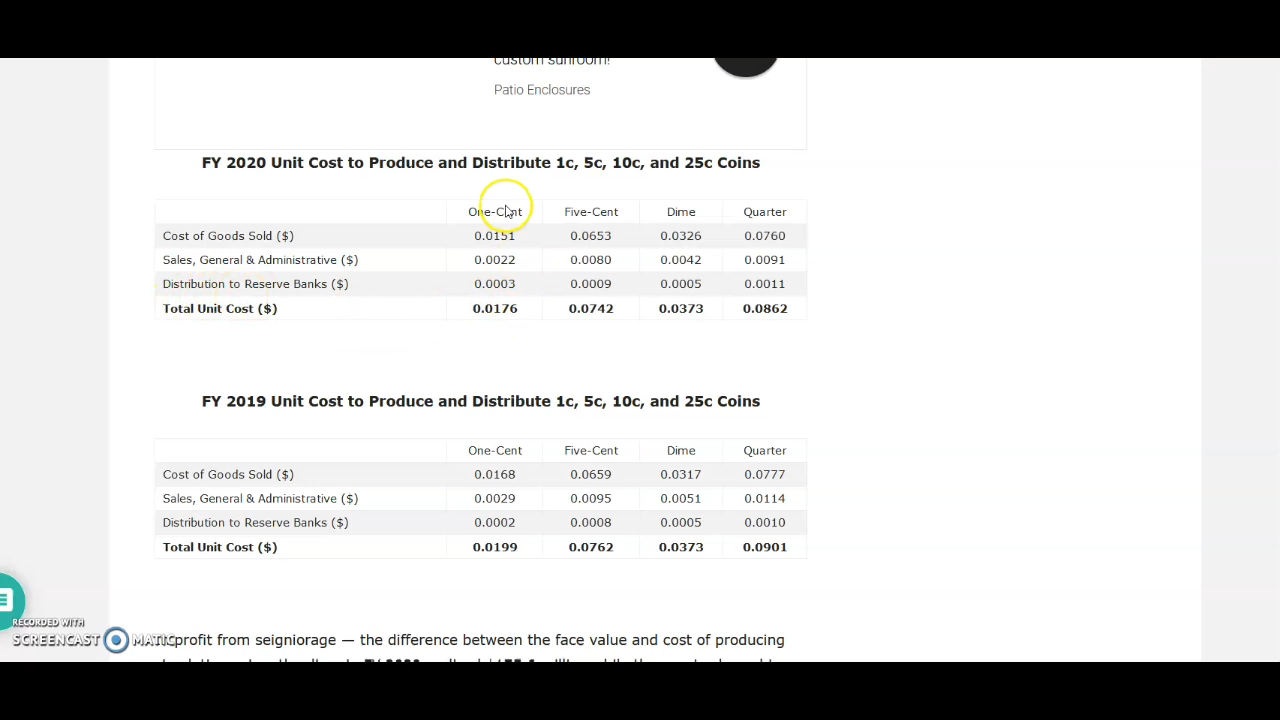 custom sunroom!
Patio Enclosures
FY 2020 Unit Cost to Produce and Distribute 1c, 5c, 10c, and 25c Coins
One-Cent Five-Cent Dime Quarter
Cost of Goods Sold ($) 0.0151 0.0653 0.0326 0.0760
Sales, General & Administrative ($) 0.0022 0.0080 0.0042 0.0091
Distribution to Reserve Banks ($) 0.0003 0.0009 0.0005 0.0011
Total Unit Cost ($) 0.0176 0.0742 0.0373 0.0862
FY 2019 Unit Cost to Produce and Distribute 1c, 5c, 10c, and 25c Coins
One-Cent Five-Cent Dime Quarter
Cost of Goods Sold ($) 0.0168 0.0659 0.0317 0.0777
Sales, General & Administrative ($) 0.0029 0.0095 0.0051 0.0114
Distribution to Reserve Banks ($) 0.0002 0.0008 0.0005 0.0010
Total Unit Cost ($) 0.0199 0.0762 0.0373 0.0901
RECORDED WITH
SCREENCAST MATIC
profit from seigniorage — the difference between the face value and cost of producing